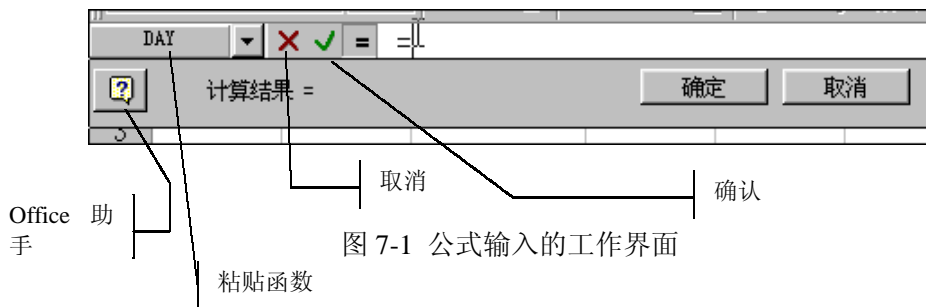 DAY = =
计算结果 = 确定 取消
取消
确认
Office 助手
图 7-1 公式输入的工作界面
粘贴函数